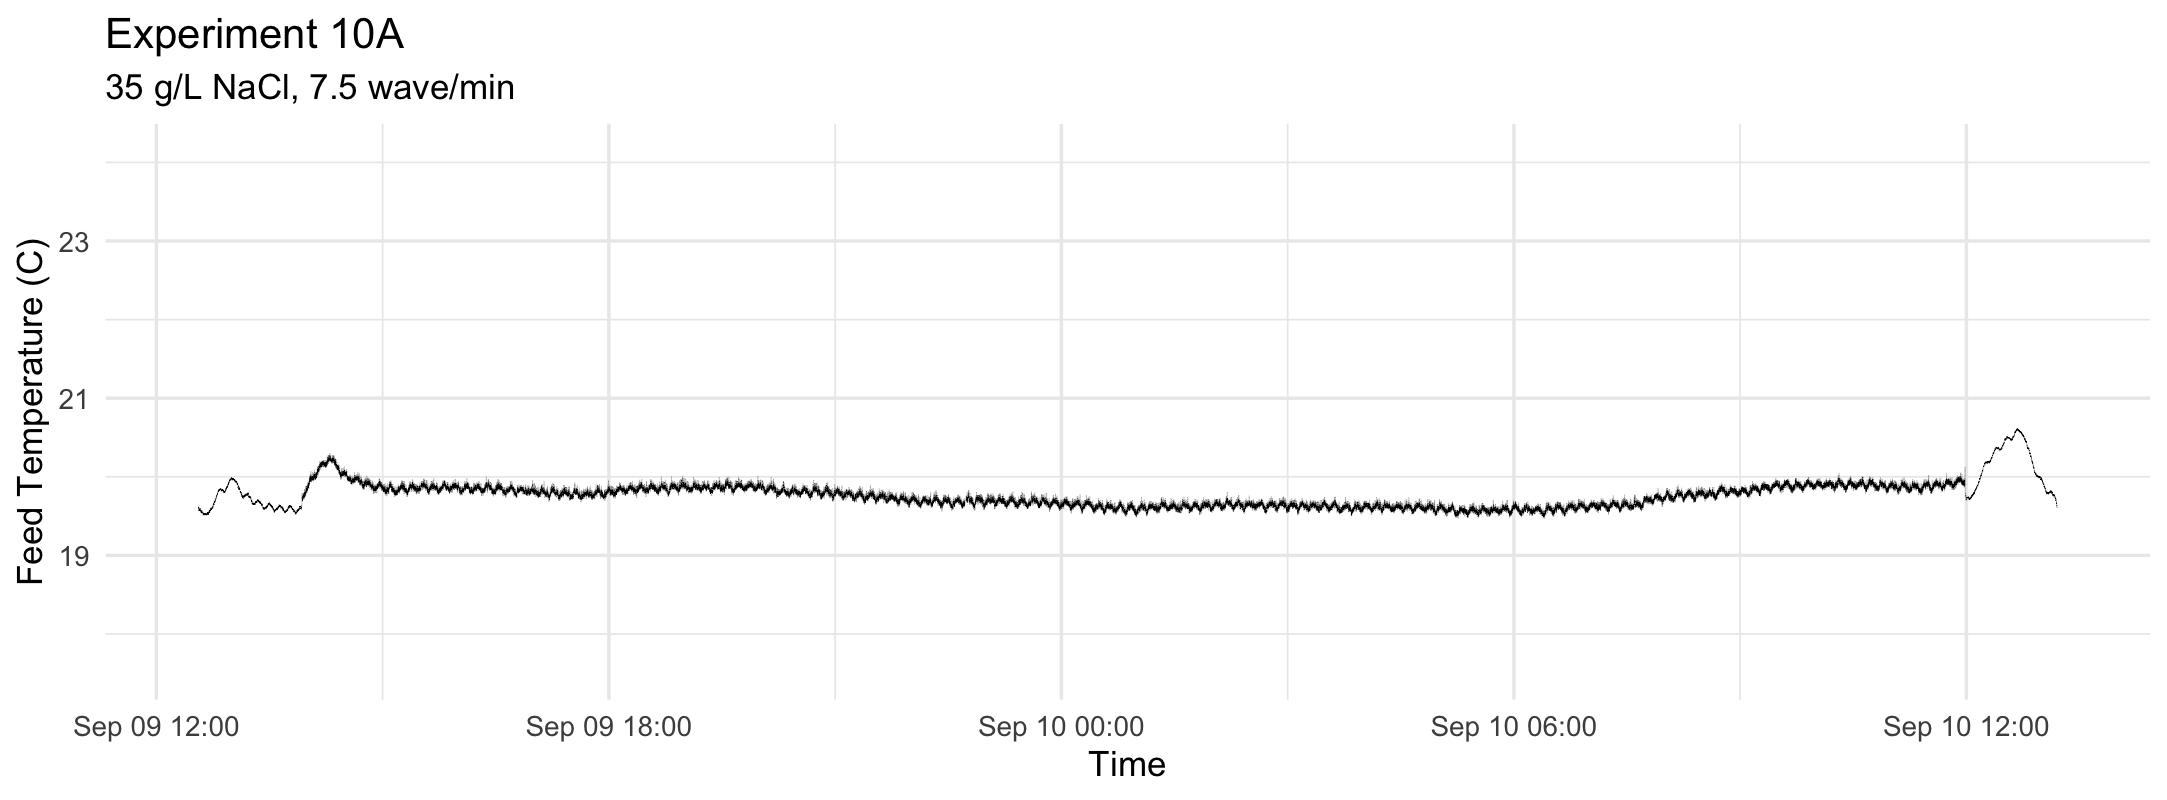 Experiment 10A
35 g/L NaCl, 7.5 wave/min
Feed Temperature (C)
23
21
19
Sep 09 12:00
Sep 09 18:00
Sep 10 00:00
Sep 10 06:00
Sep 10 12:00
Time